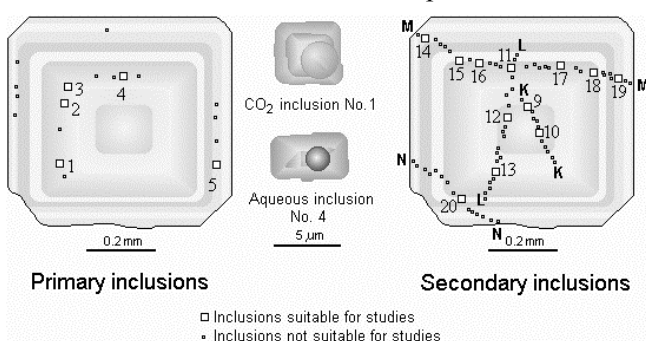 3
4
2
1
5
0.2 mm
Primary inclusions
CO2 inclusion No.1
Aqueous inclusion
No. 4
5 µm
M
14
15
16
11
L
17
18
19
M
K
9
12
10
K
N
13
20
L
N
0.2 mm
Secondary inclusions
Inclusions suitable for studies
Inclusions not suitable for studies